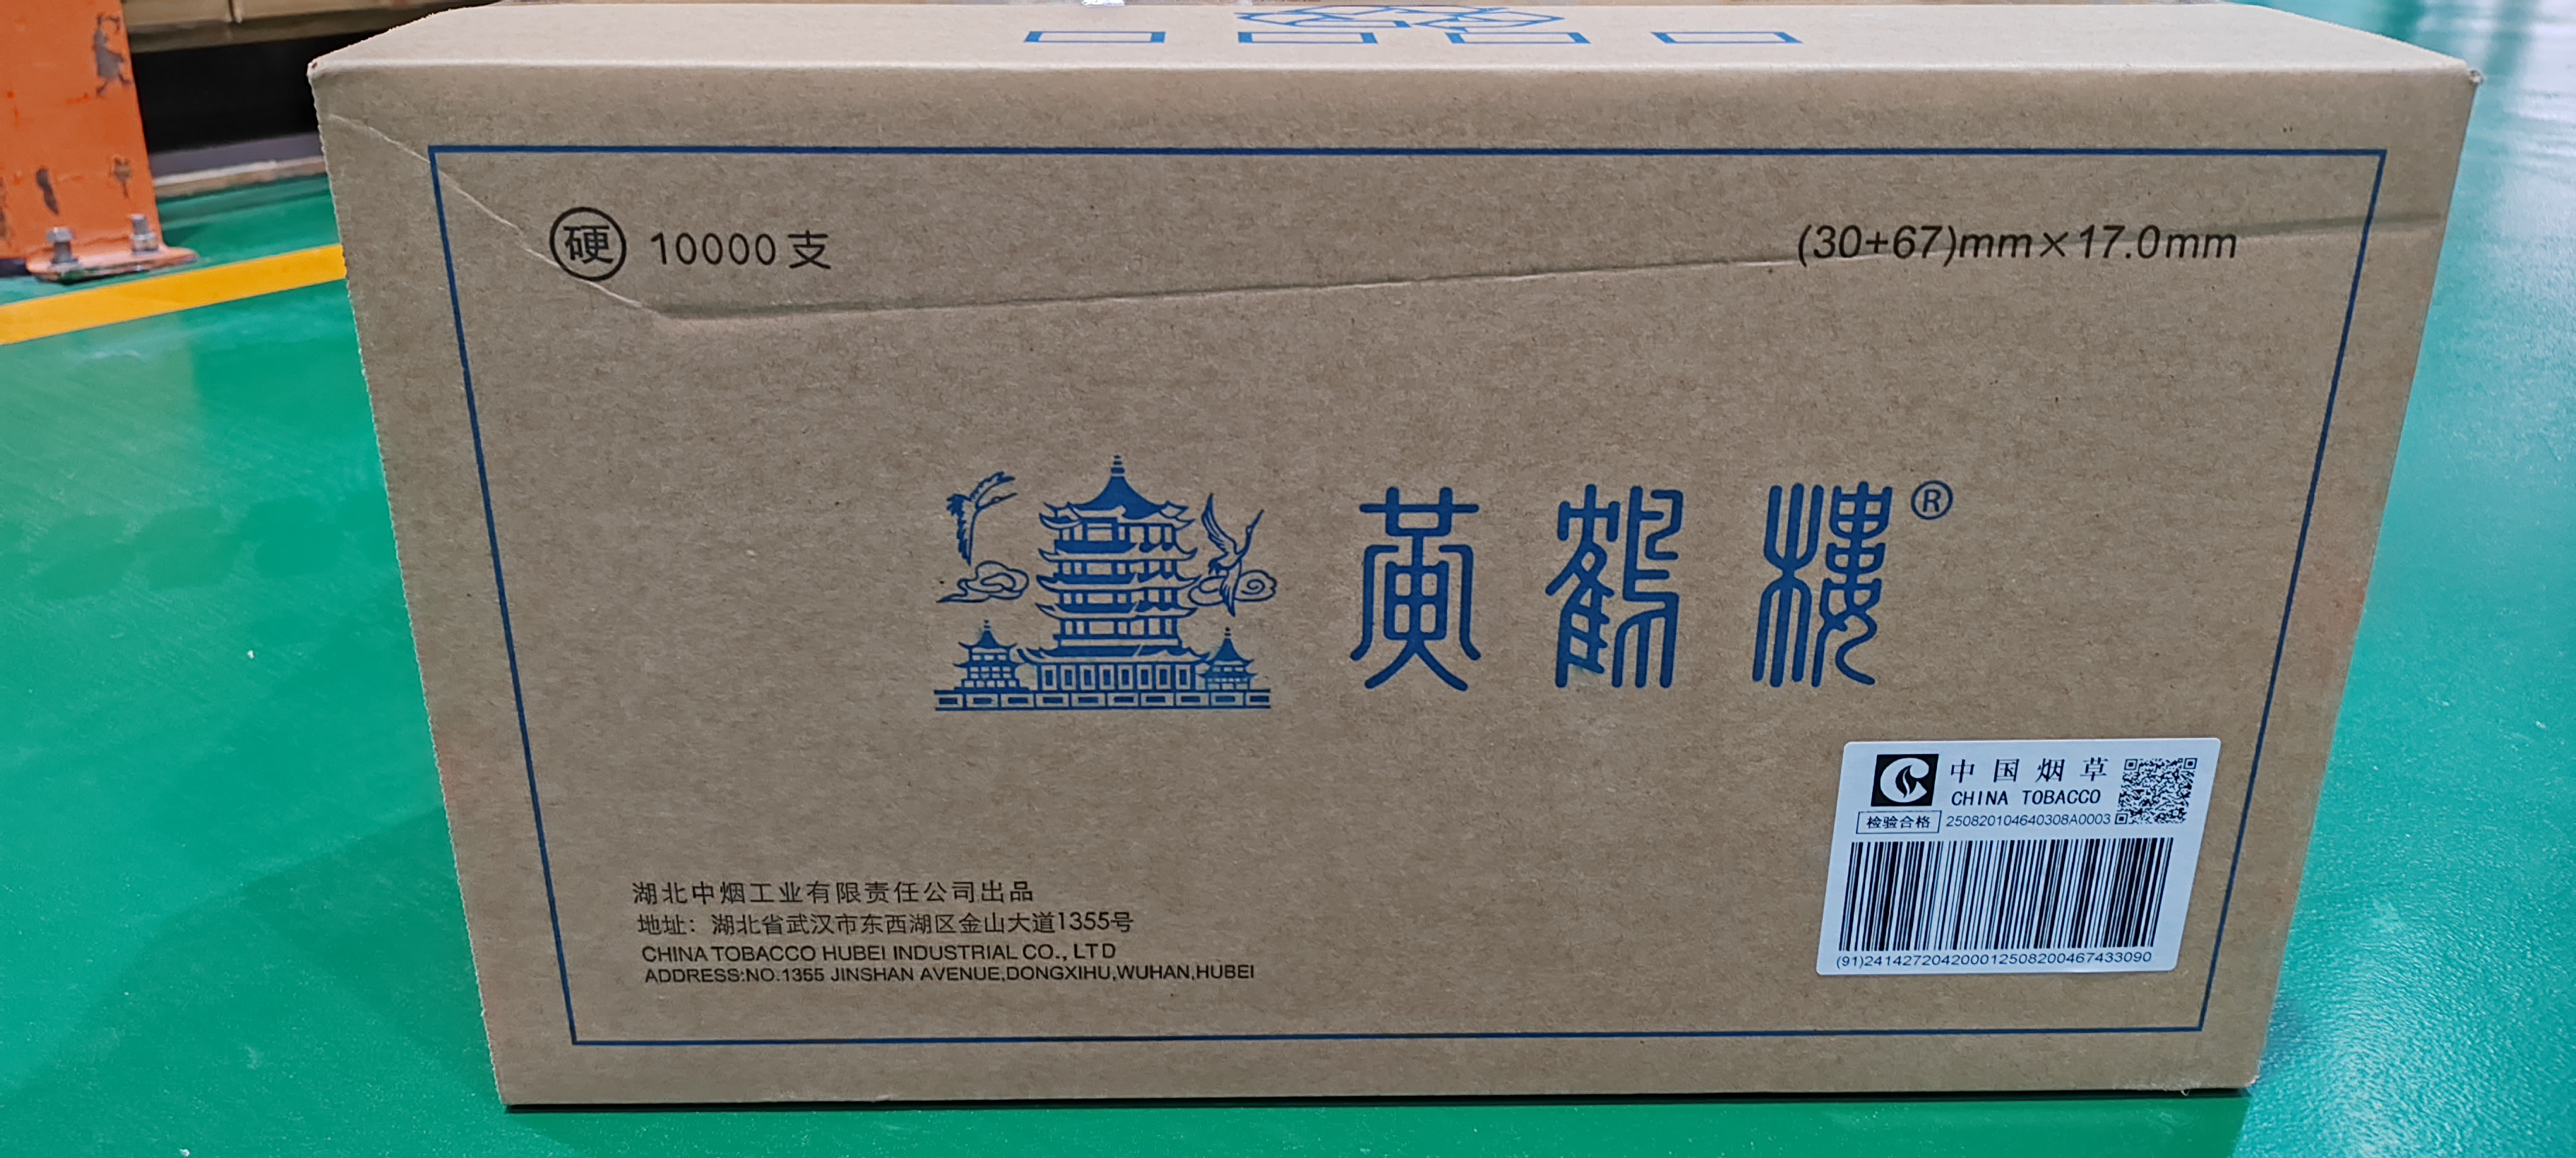 硬 10000支
(30+67)mm×17.0mm
黄鹤楼®
中国烟草
CHINA TOBACCO
检验合格 250820104640308A0003
(91)24142720420001250820046743309​0
湖北中烟工业有限责任公司出品
地址：湖北省武汉市东西湖区金山大道1355号
CHINA TOBACCO HUBEI INDUSTRIAL CO., LTD
ADDRESS:NO.1355 JINSHAN AVENUE,DONGXIHU,WUHAN,HUBEI